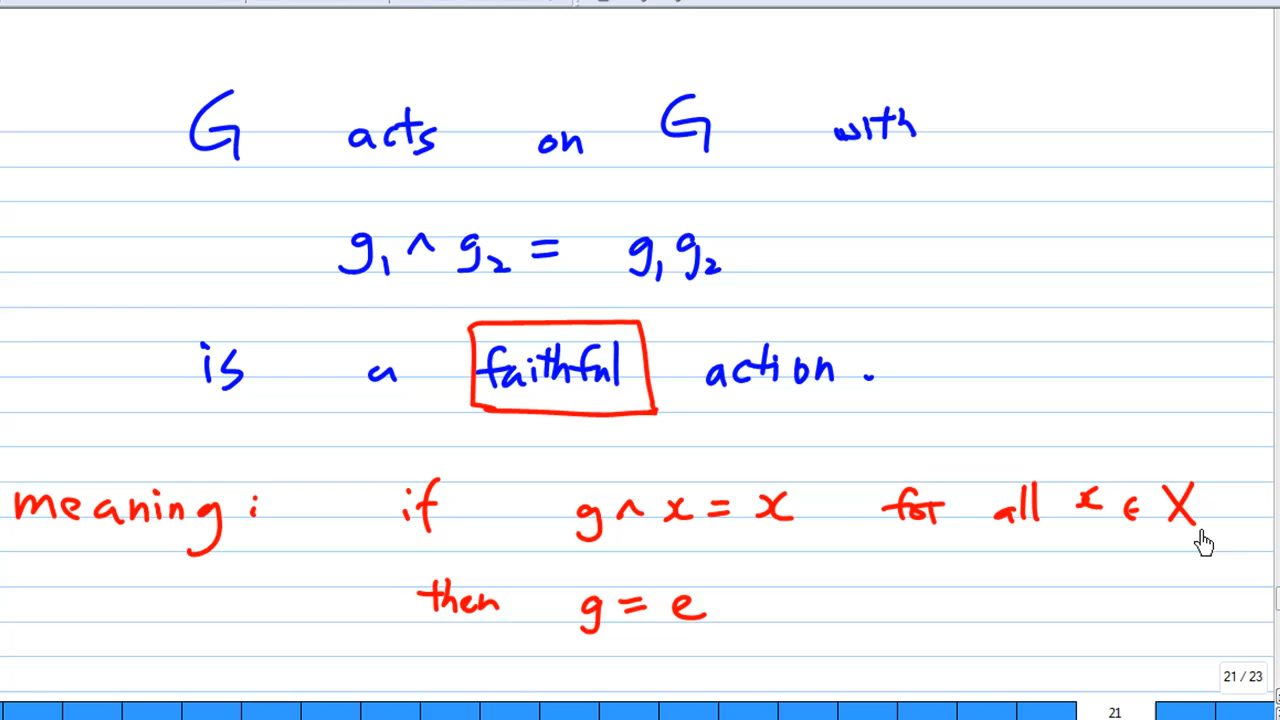 G acts on G with
g₁ ^ g₂ = g₁ g₂
is a faithful action.
meaning: if g ^ x = x for all x ∈ X
then g = e
21 / 23
21